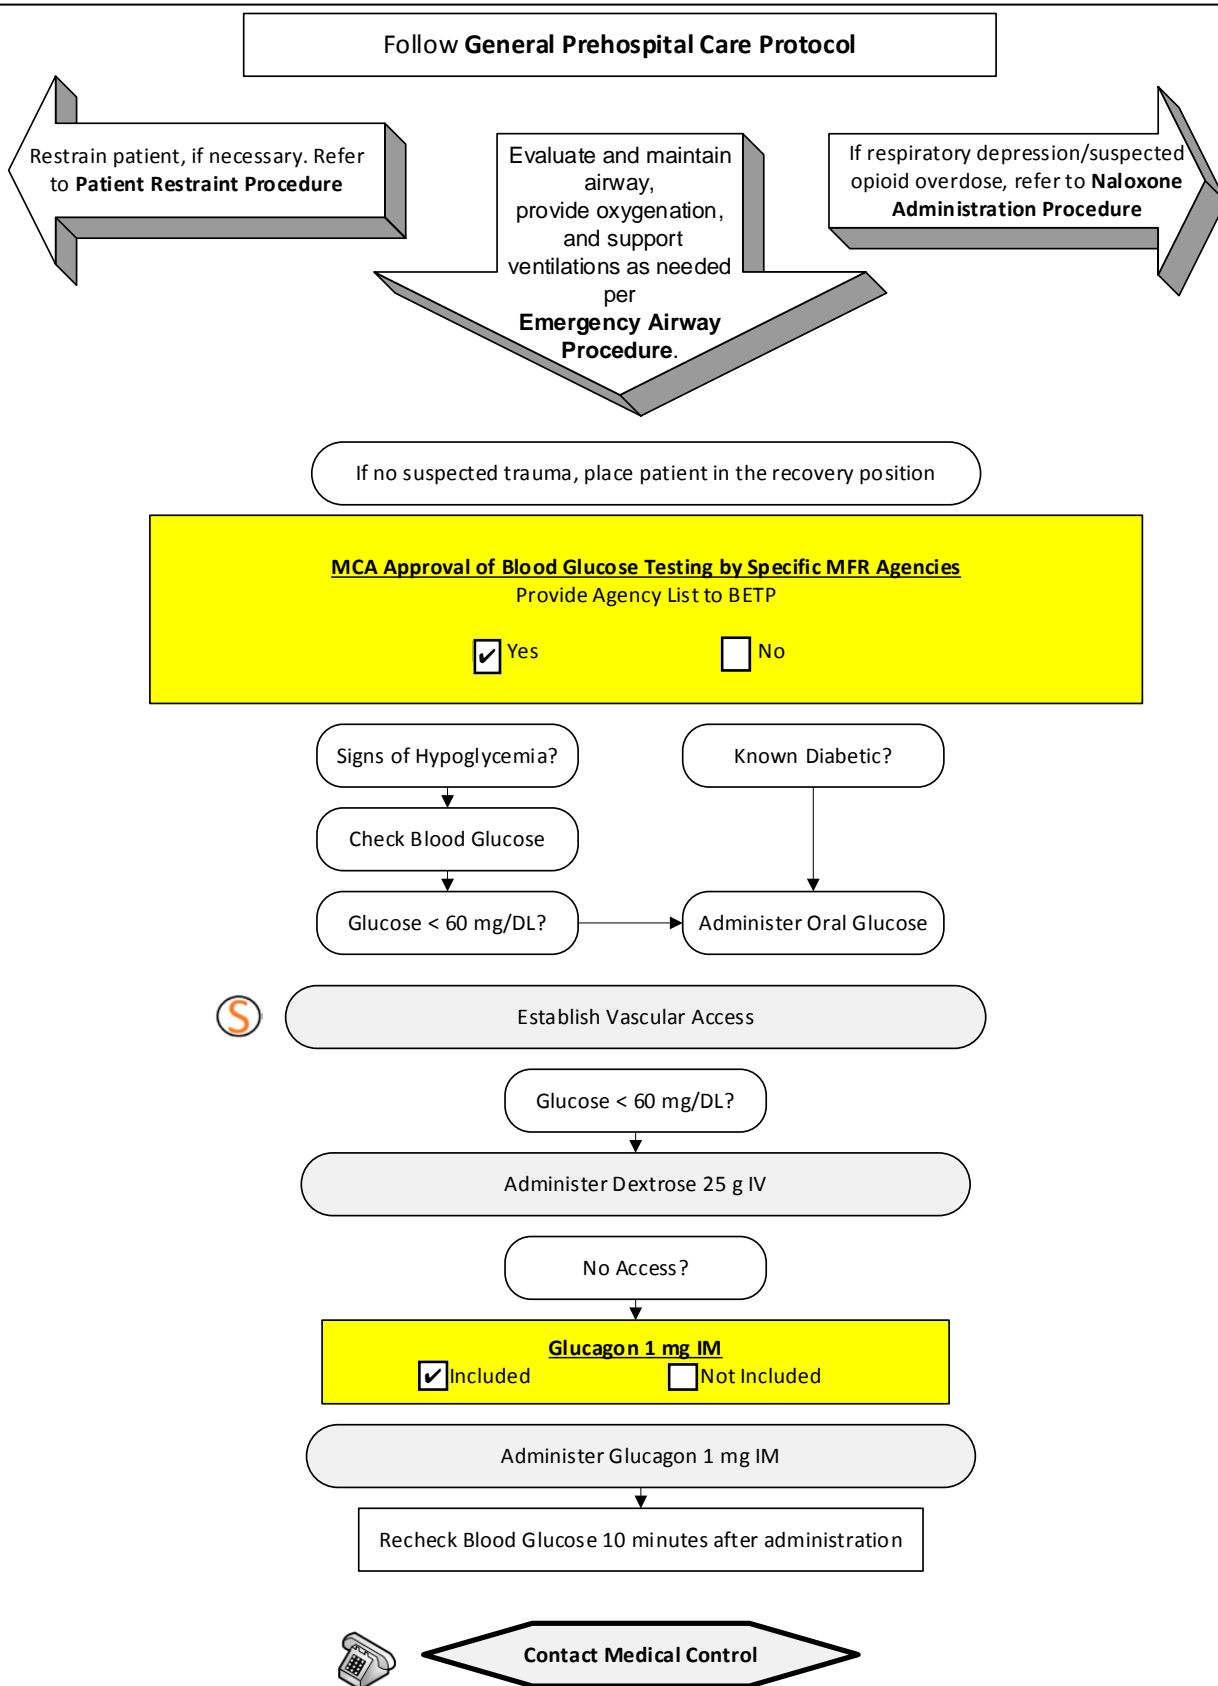 Follow General Prehospital Care Protocol
Restrain patient, if necessary. Refer
to Patient Restraint Procedure
Evaluate and maintain
airway,
provide oxygenation,
and support
ventilations as needed
per
Emergency Airway
Procedure.
If respiratory depression/suspected
opioid overdose, refer to Naloxone
Administration Procedure
If no suspected trauma, place patient in the recovery position
MCA Approval of Blood Glucose Testing by Specific MFR Agencies
Provide Agency List to BETP
✔ Yes No
Signs of Hypoglycemia?
Known Diabetic?
Check Blood Glucose
Glucose < 60 mg/DL?
Administer Oral Glucose
S
Establish Vascular Access
Glucose < 60 mg/DL?
Administer Dextrose 25 g IV
No Access?
Glucagon 1 mg IM
✔ Included Not Included
Administer Glucagon 1 mg IM
Recheck Blood Glucose 10 minutes after administration
Contact Medical Control